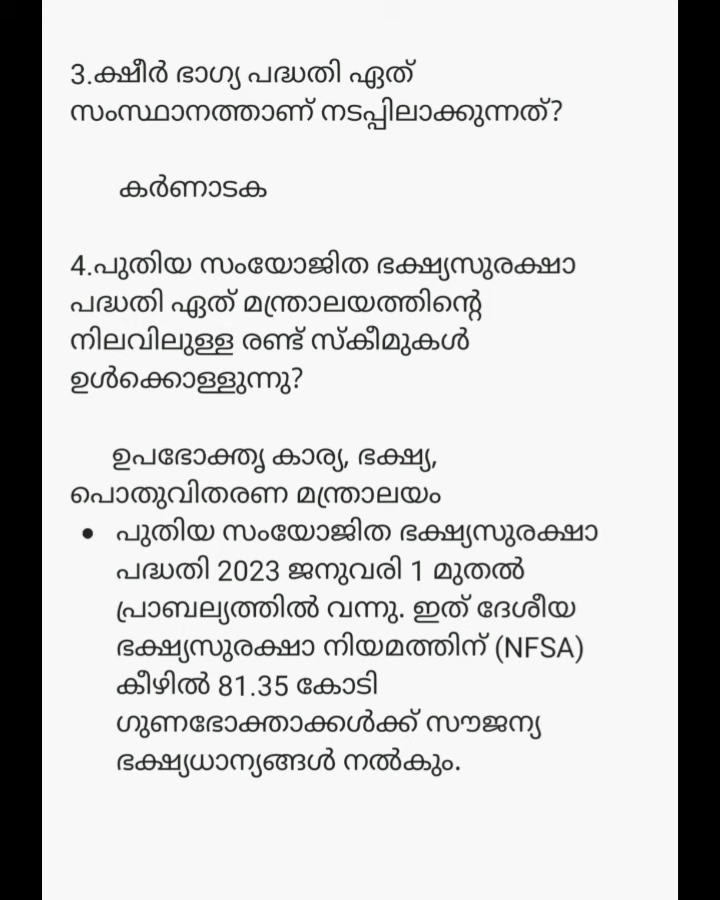 3.ക്ഷീർ ഭാഗ്യ പദ്ധതി ഏത്
സംസ്ഥാനത്താണ് നടപ്പിലാക്കുന്നത്?
കർണാടക
4.പുതിയ സംയോജിത ഭക്ഷ്യസുരക്ഷാ
പദ്ധതി ഏത് മന്ത്രാലയത്തിന്റെ
നിലവിലുള്ള രണ്ട് സ്കീമുകൾ
ഉൾക്കൊള്ളുന്നു?
ഉപഭോക്തൃ കാര്യ, ഭക്ഷ്യ,
പൊതുവിതരണ മന്ത്രാലയം
• പുതിയ സംയോജിത ഭക്ഷ്യസുരക്ഷാ
പദ്ധതി 2023 ജനുവരി 1 മുതൽ
പ്രാബല്യത്തിൽ വന്നു. ഇത് ദേശീയ
ഭക്ഷ്യസുരക്ഷാ നിയമത്തിന് (NFSA)
കീഴിൽ 81.35 കോടി
ഗുണഭോക്താക്കൾക്ക് സൗജന്യ
ഭക്ഷ്യധാന്യങ്ങൾ നൽകും.